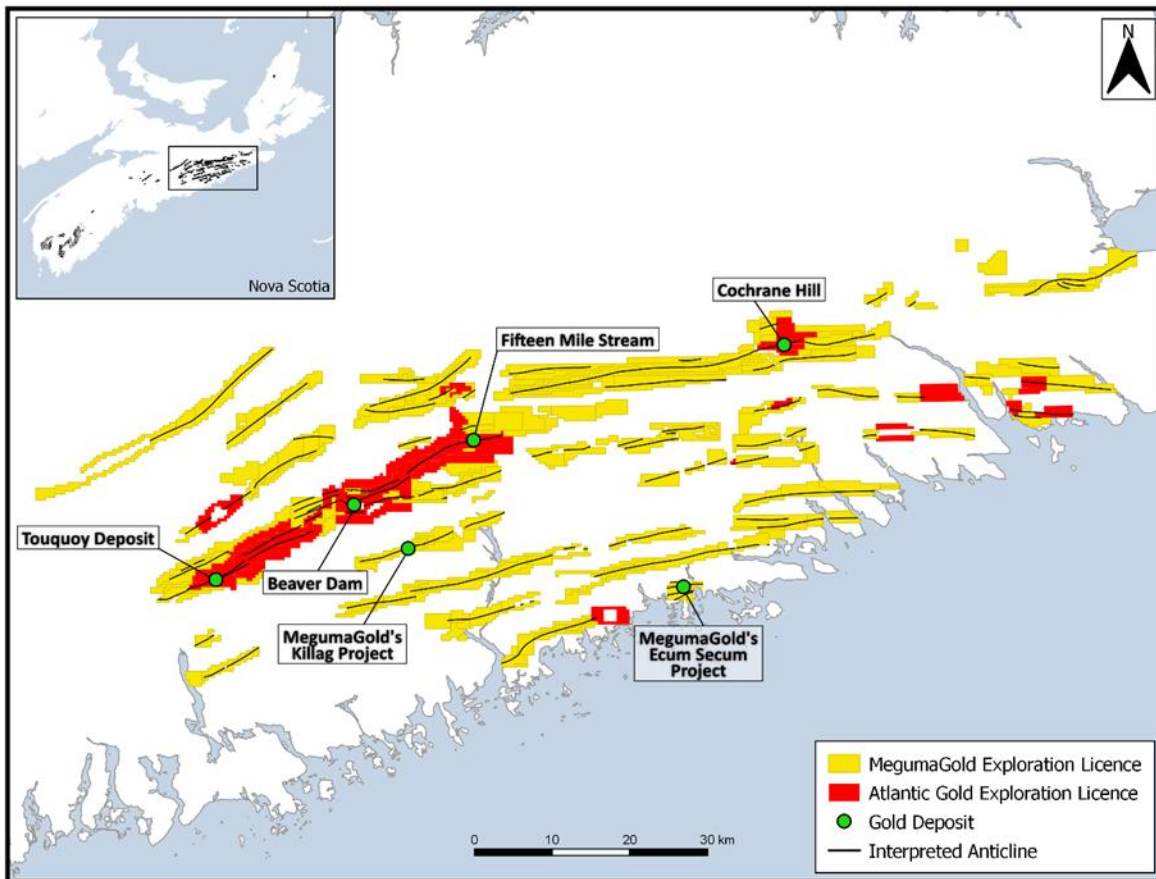 N
Nova Scotia
Cochrane Hill
Fifteen Mile Stream
Touquoy Deposit
Beaver Dam
MegumaGold's
Killag Project
MegumaGold's
Ecum Secum
Project
MegumaGold Exploration Licence
Atlantic Gold Exploration Licence
Gold Deposit
Interpreted Anticline
0 10 20 30 km